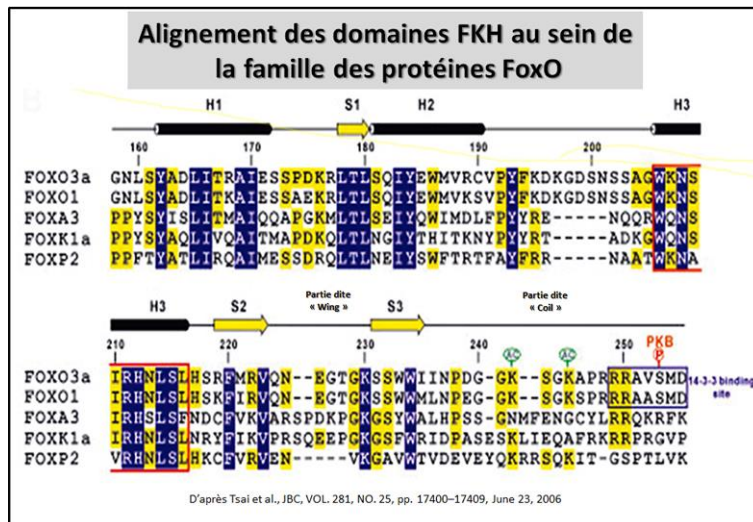 Alignement des domaines FKH au sein de
la famille des protéines FoxO
H1 S1 H2 H3
160 170 180 190 200
FOXO3a GNLSYADLITRAIESSPDKRLTLSQIYEWMVRCVPYFKDKGDSNSSAGWKNS
FOXO1 GNLSYADLITKAIESSAEKRLTLSQIYEWMVKSVPYFKDKGDSNSSAGWKNS
FOXA3 PPYSYISLITMAIQQAPGKMLTLSEIYQWIMDLFPYYRE-----NQQRWQNS
FOXK1a PPYSYAQLIVQAITMAPDKQLTLNGIYTHITKNYPYYRT-----ADKGWQNS
FOXP2 PPFTYATLIRQAIMESSDRQLTLNEIYSWFTRTFAYFRR-----NAATWKNA
H3 S2 Partie dite « Wing » S3 Partie dite « Coil »
210 220 230 240 250
AC AC PKB P
FOXO3a IRHNLSLHSRFMRVQN--EGTGKSSWWIINPDG-GK--SGKAPRRRAVSMD
FOXO1 IRHNLSLHSKFIRVQN--EGTGKSSWWMLNPEG-GK--SGKSPRRRAASMD
FOXA3 IRHSLSFNDCFVKVARSPDKPGKGSYWALHPSS-GNMFENGCYLRRQKRFK
FOXK1a IRHNLSLNRYFIKVPRSQEEPGKGSFWRIDPASESKLIEQAFRKRRPRGVP
FOXP2 VRHNLSLHKCFVRVEN-----VKGAVWTVDEVEYQKRRSQKIT-GSPTLVK
14-3-3 binding
site
D'après Tsai et al., JBC, VOL. 281, NO. 25, pp. 17400–17409, June 23, 2006